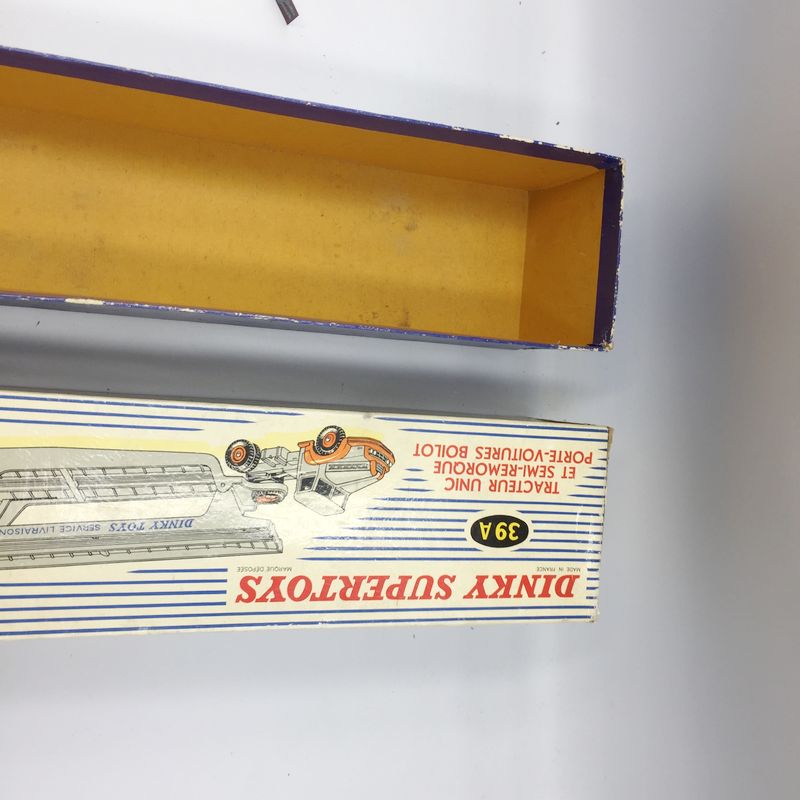 DINKY SUPERTOYS
MADE IN FRANCE
MARQUE DÉPOSÉE
39A
TRACTEUR UNIC
ET SEMI-REMORQUE
PORTE-VOITURES BOILOT
DINKY TOYS SERVICE LIVRAISON